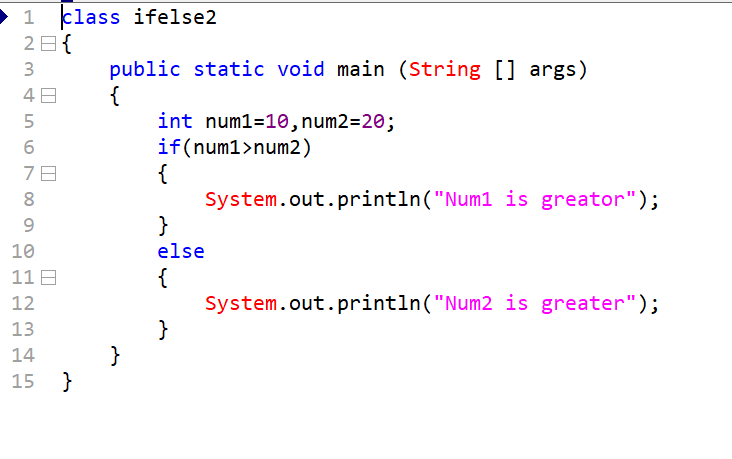 1 class ifelse2
2 {
3     public static void main (String [] args)
4     {
5         int num1=10,num2=20;
6         if(num1>num2)
7         {
8             System.out.println("Num1 is greator");
9         }
10         else
11         {
12             System.out.println("Num2 is greater");
13         }
14     }
15 }